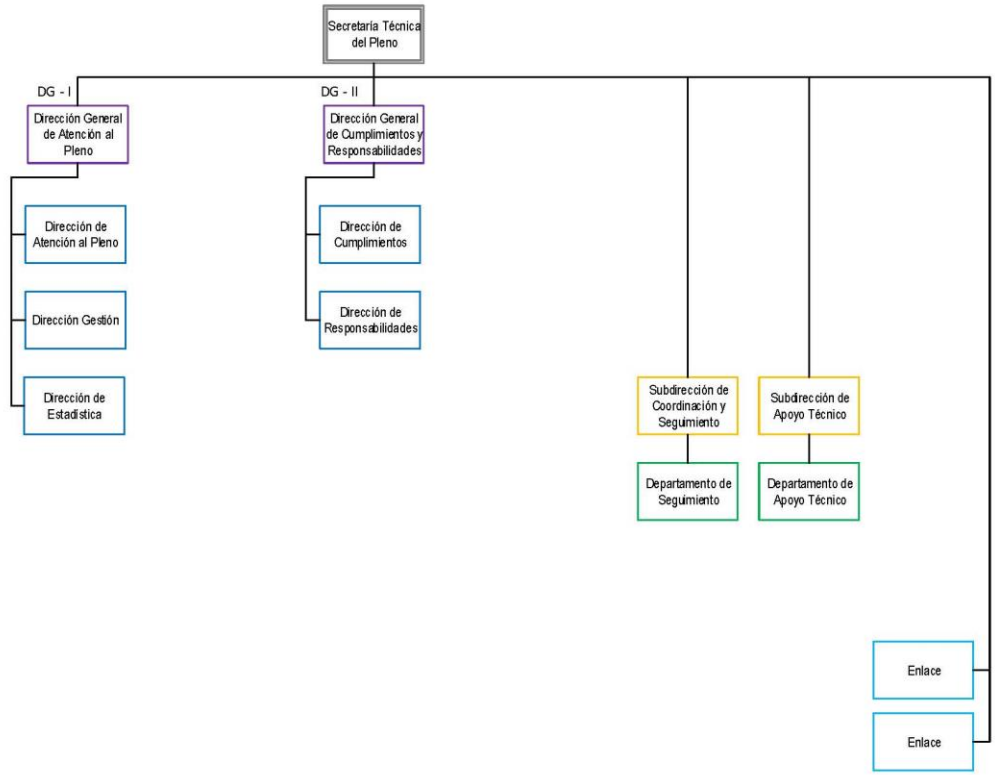 Secretaría Técnica
del Pleno
DG - I
DG - II
Dirección General
de Atención al
Pleno
Dirección General
de Cumplimientos y
Responsabilidades
Dirección de
Atención al Pleno
Dirección de
Cumplimientos
Dirección Gestión
Dirección de
Responsabilidades
Dirección de
Estadística
Subdirección de
Coordinación y
Seguimiento
Subdirección de
Apoyo Técnico
Departamento de
Seguimiento
Departamento de
Apoyo Técnico
Enlace
Enlace